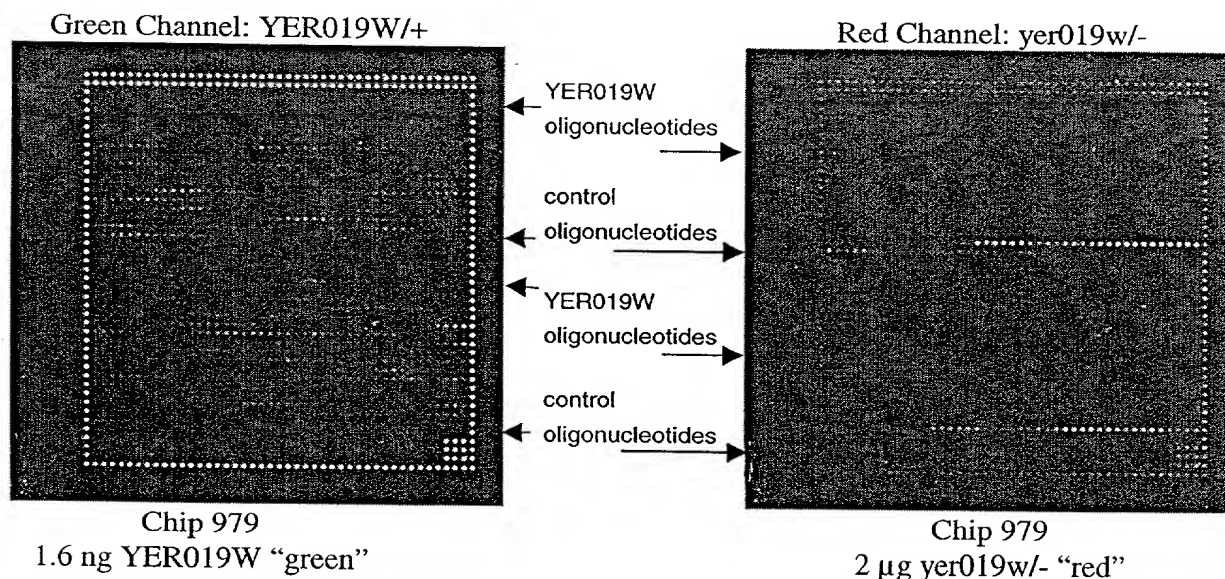 Green Channel: YER019W/+
Red Channel: yer019w/-
YER019W
oligonucleotides
control
oligonucleotides
YER019W
oligonucleotides
control
oligonucleotides
Chip 979
1.6 ng YER019W “green”
Chip 979
2 µg yer019w/- “red”